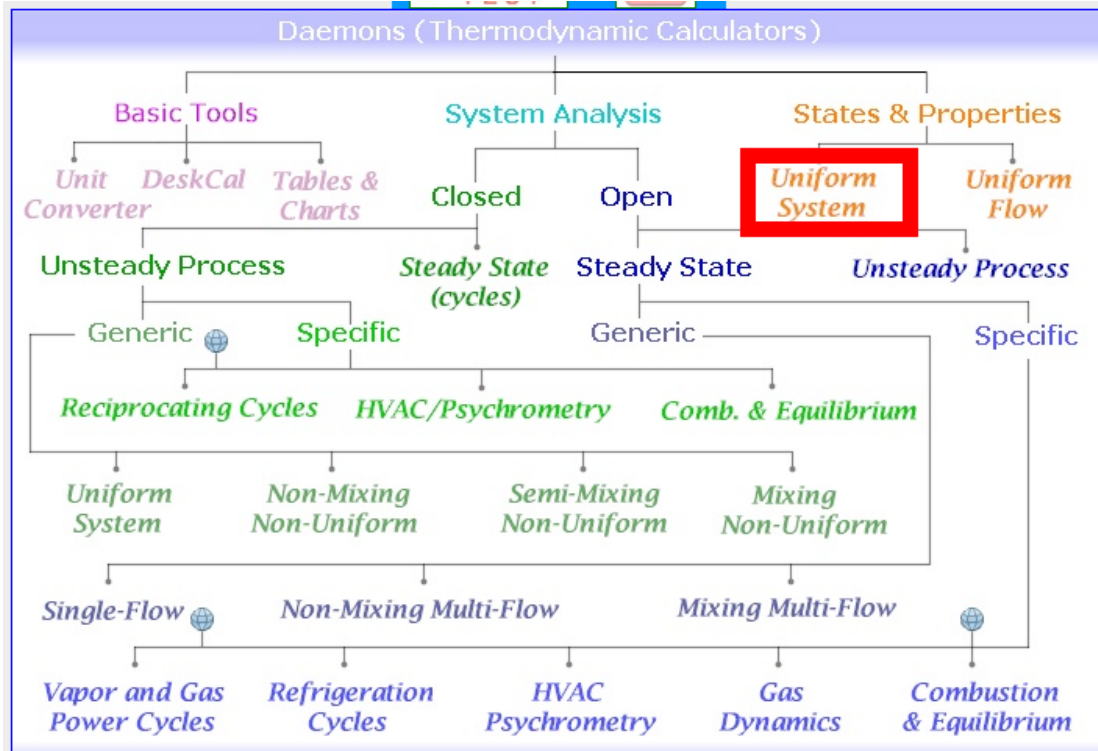 Daemons (Thermodynamic Calculators)
Basic Tools
System Analysis
States & Properties
Unit
Converter
DeskCal
Tables &
Charts
Closed
Open
Uniform
System
Uniform
Flow
Unsteady Process
Steady State
(cycles)
Steady State
Unsteady Process
Generic
Specific
Generic
Specific
Reciprocating Cycles
HVAC/Psychrometry
Comb. & Equilibrium
Uniform
System
Non-Mixing
Non-Uniform
Semi-Mixing
Non-Uniform
Mixing
Non-Uniform
Single-Flow
Non-Mixing Multi-Flow
Mixing Multi-Flow
Vapor and Gas
Power Cycles
Refrigeration
Cycles
HVAC
Psychrometry
Gas
Dynamics
Combustion
& Equilibrium